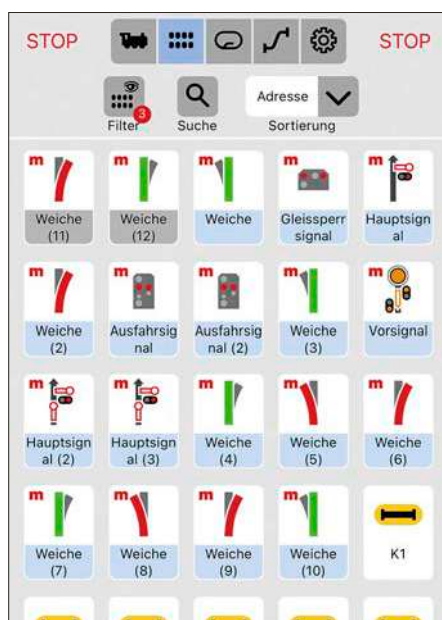 STOP STOP
3
Adresse
Filter Suche Sortierung
m m m m m
Weiche Weiche Weiche Gleissperr Hauptsign
(11) (12) signal al
m m m m m
Weiche Ausfahrsig Ausfahrsig Weiche Vorsignal
(2) nal nal (2) (3)
m m m m m
Hauptsign Hauptsign Weiche Weiche Weiche
al (2) al (3) (4) (5) (6)
m m m m
Weiche Weiche Weiche Weiche K1
(7) (8) (9) (10)